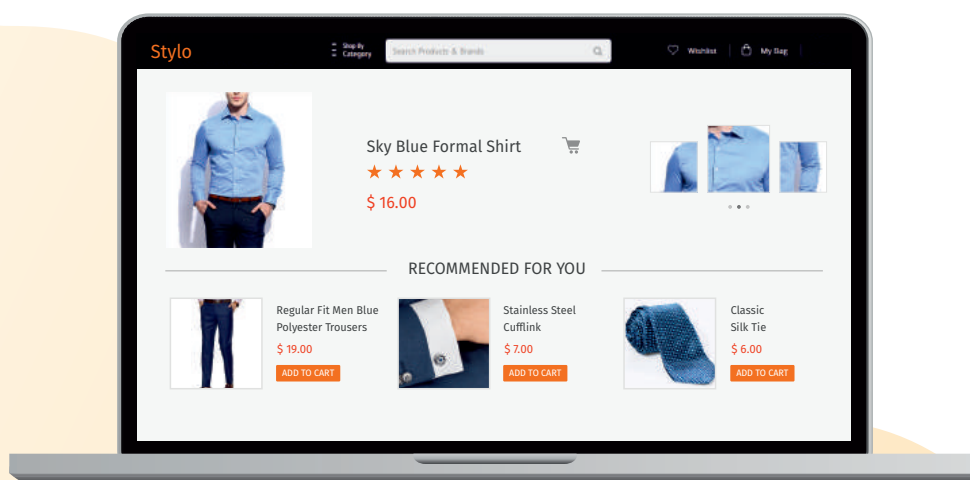 Stylo
Shop By
Category
Search Products & Brands
Wishlist
My Bag
Sky Blue Formal Shirt
$ 16.00
RECOMMENDED FOR YOU
Regular Fit Men Blue
Polyester Trousers
$ 19.00
ADD TO CART
Stainless Steel
Cufflink
$ 7.00
ADD TO CART
Classic
Silk Tie
$ 6.00
ADD TO CART